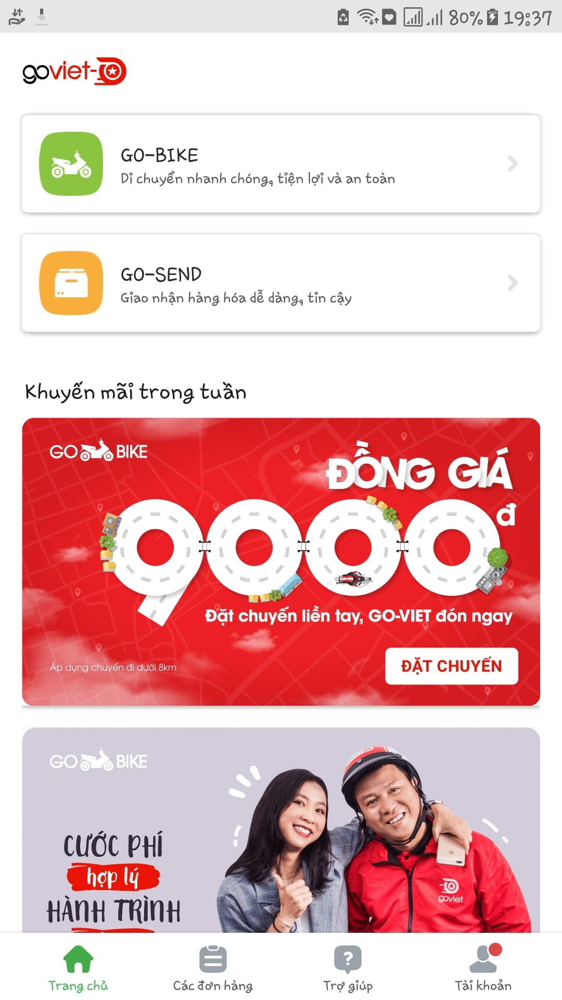 80% 19:37
goviet
GO-BIKE
Di chuyển nhanh chóng, tiện lợi và an toàn
GO-SEND
Giao nhận hàng hóa dễ dàng, tin cậy
Khuyến mãi trong tuần
GO BIKE
ĐỒNG GIÁ
9000đ
Đặt chuyến liền tay, GO-VIET đón ngay
Áp dụng chuyến đi dưới 8km
ĐẶT CHUYẾN
GO BIKE
CƯỚC PHÍ
hợp lý
HÀNH TRÌNH
goviet
Trang chủ
Các đơn hàng
Trợ giúp
Tài khoản